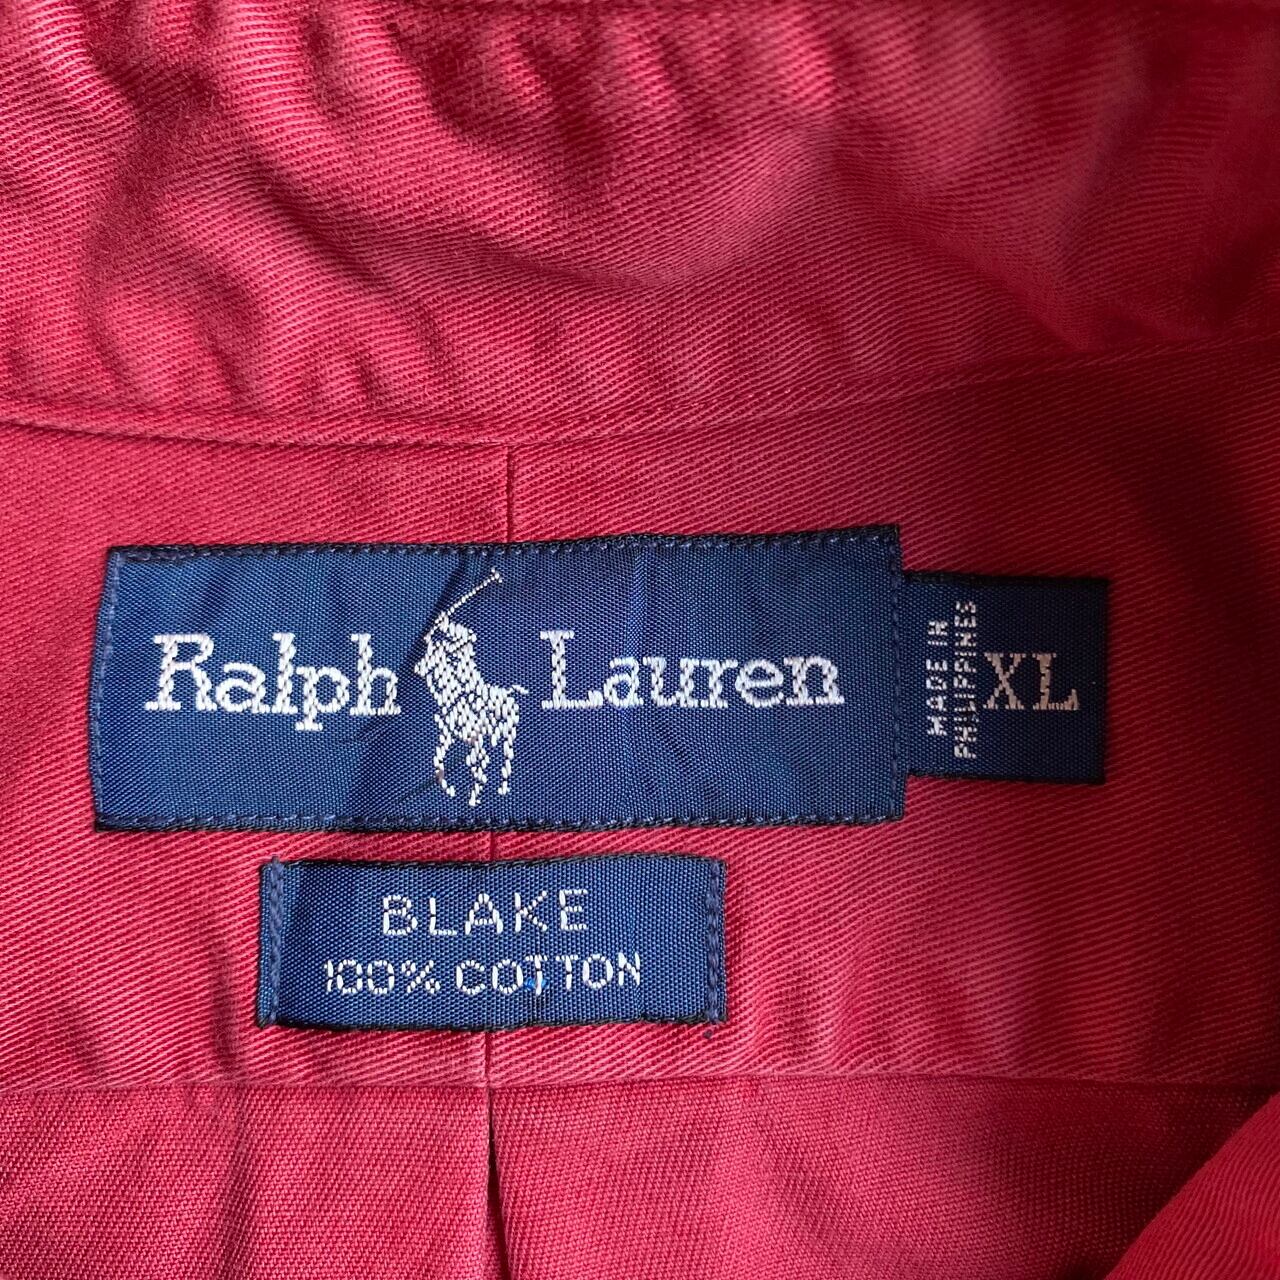 Ralph Lauren
MADE IN
PHILIPPINES
XL
BLAKE
100% COTTON